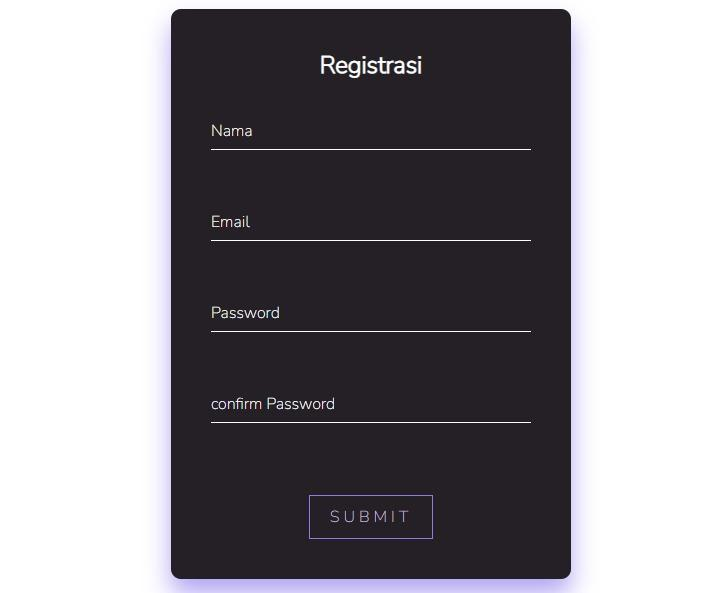 Registrasi
Nama
Email
Password
confirm Password
SUBMIT